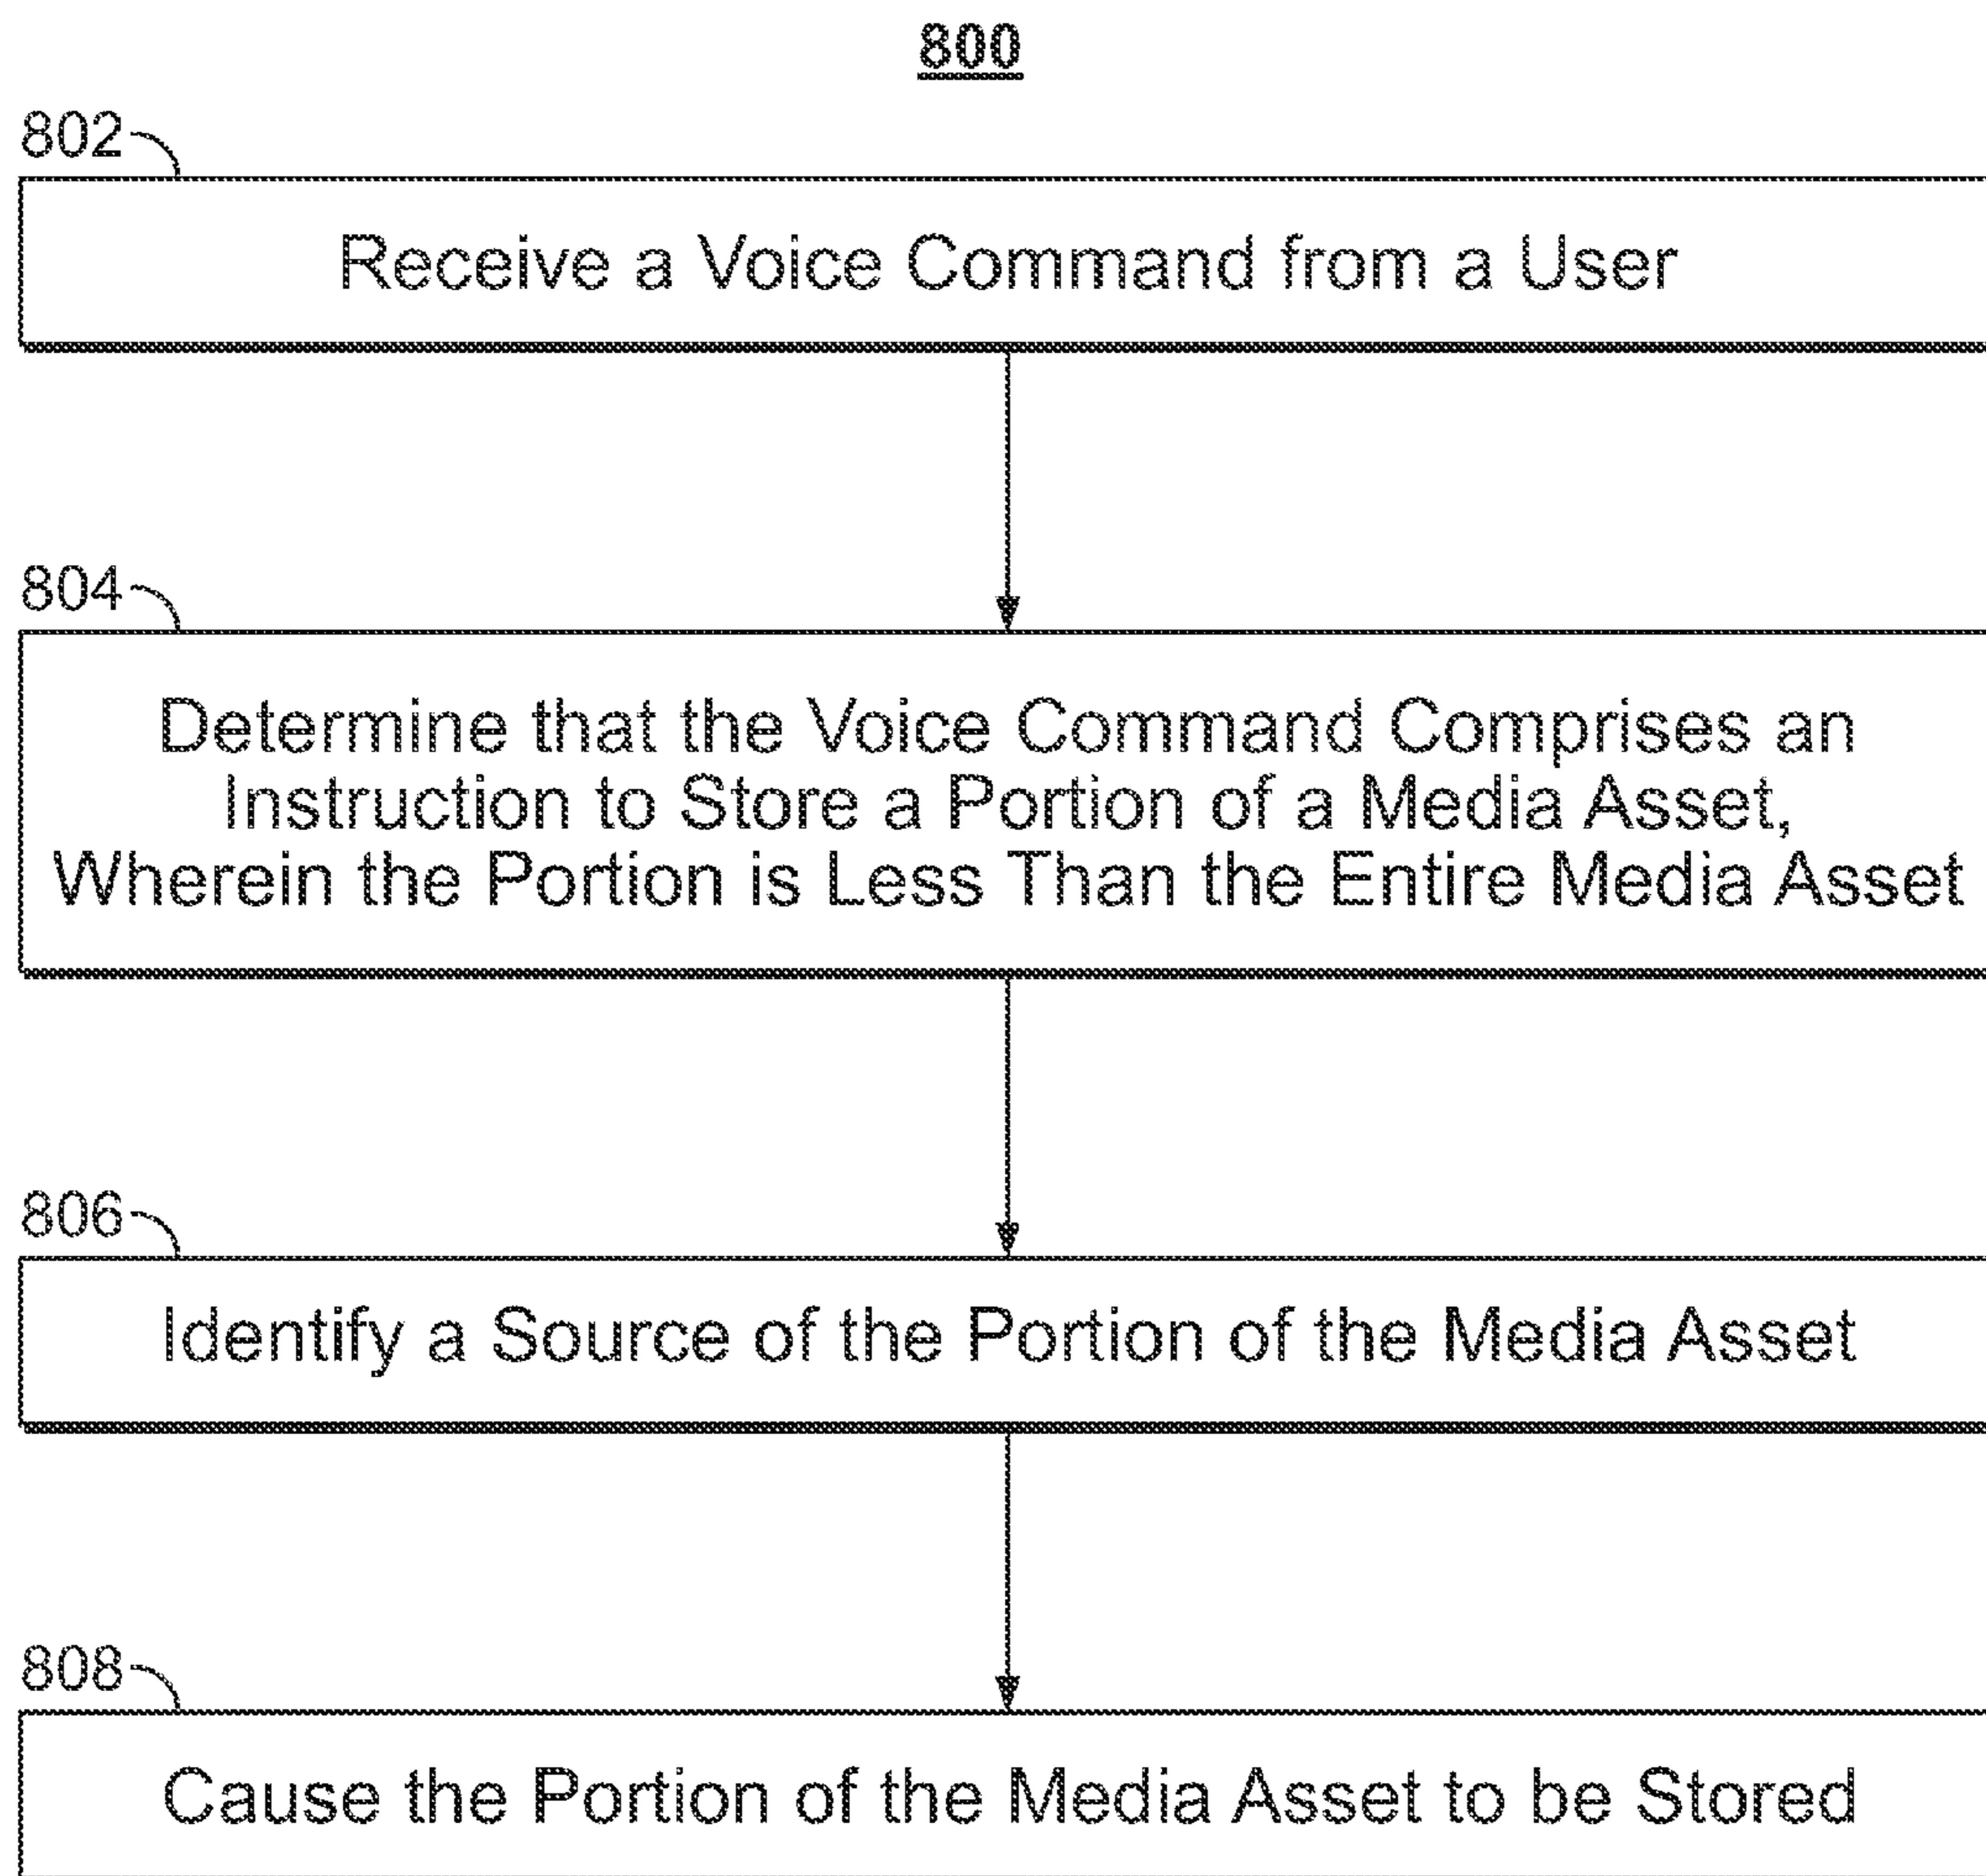 800
802
Receive a Voice Command from a User
804
Determine that the Voice Command Comprises an
Instruction to Store a Portion of a Media Asset,
Wherein the Portion is Less Than the Entire Media Asset
806
Identify a Source of the Portion of the Media Asset
808
Cause the Portion of the Media Asset to be Stored